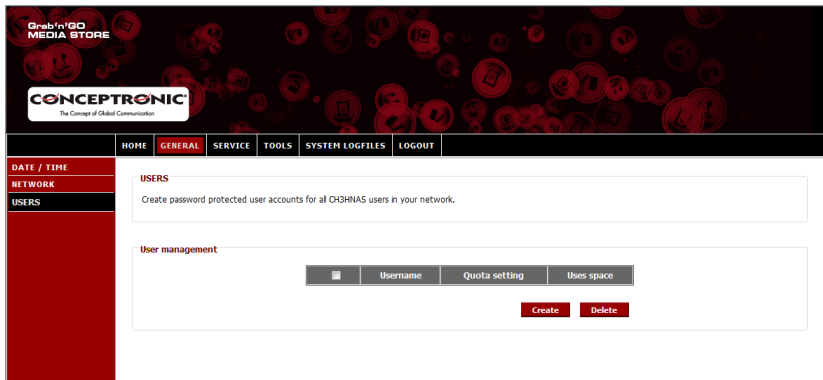 Grab'n'GO
MEDIA STORE
CONCEPTRONIC®
The Concept of Global Communication
HOME GENERAL SERVICE TOOLS SYSTEM LOGFILES LOGOUT
DATE / TIME
NETWORK
USERS
USERS
Create password protected user accounts for all CH3HNAS users in your network.
User management
Username Quota setting Uses space
Create Delete